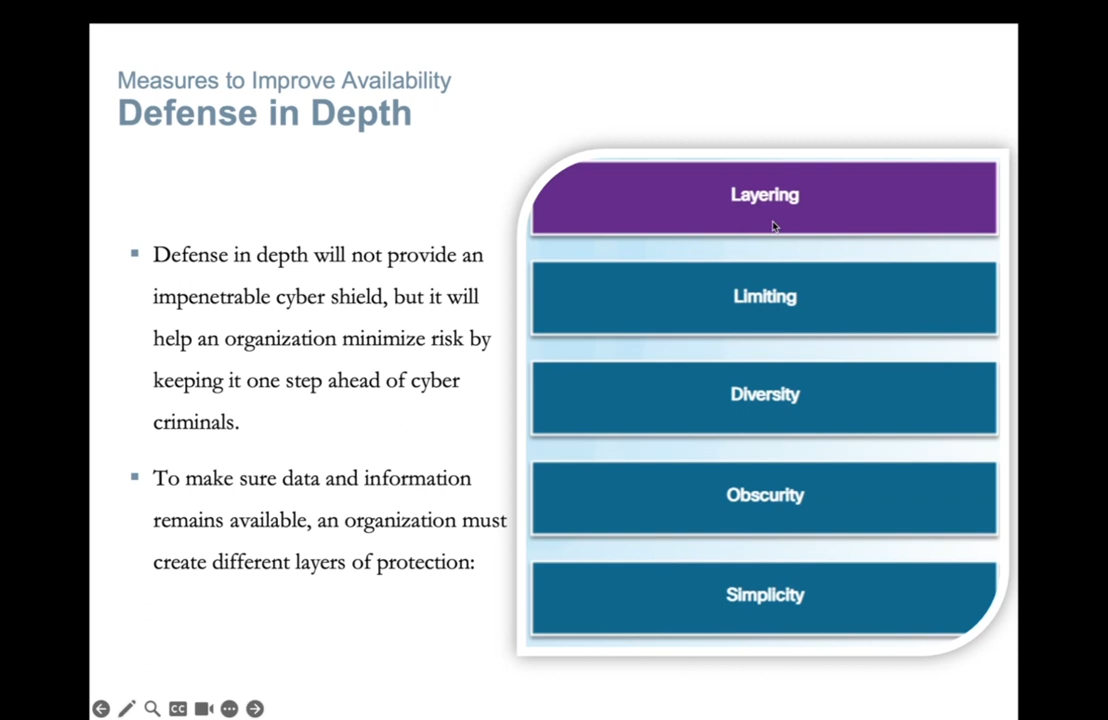 Measures to Improve Availability
Defense in Depth
Defense in depth will not provide an
impenetrable cyber shield, but it will
help an organization minimize risk by
keeping it one step ahead of cyber
criminals.
To make sure data and information
remains available, an organization must
create different layers of protection:
Layering
Limiting
Diversity
Obscurity
Simplicity
CC